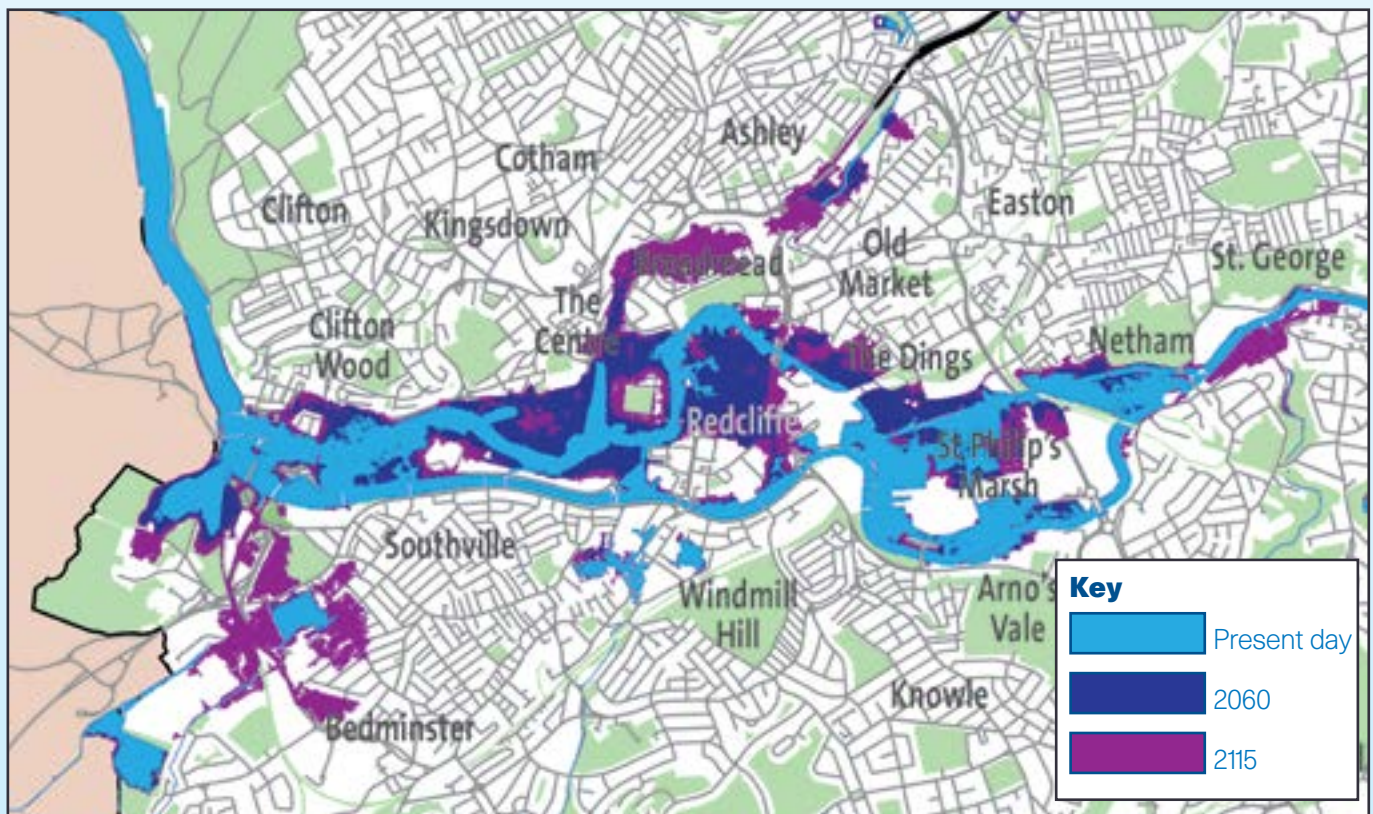 Ashley
Cotham
Clifton
Kingsdown
Easton
Old
Market
St. George
Broadmead
The
Centre
Clifton
Wood
Netham
The Dings
Redcliffe
St Philip's
Marsh
Southville
Windmill
Hill
Arno's
Vale
Knowle
Bedminster
Key
Present day
2060
2115